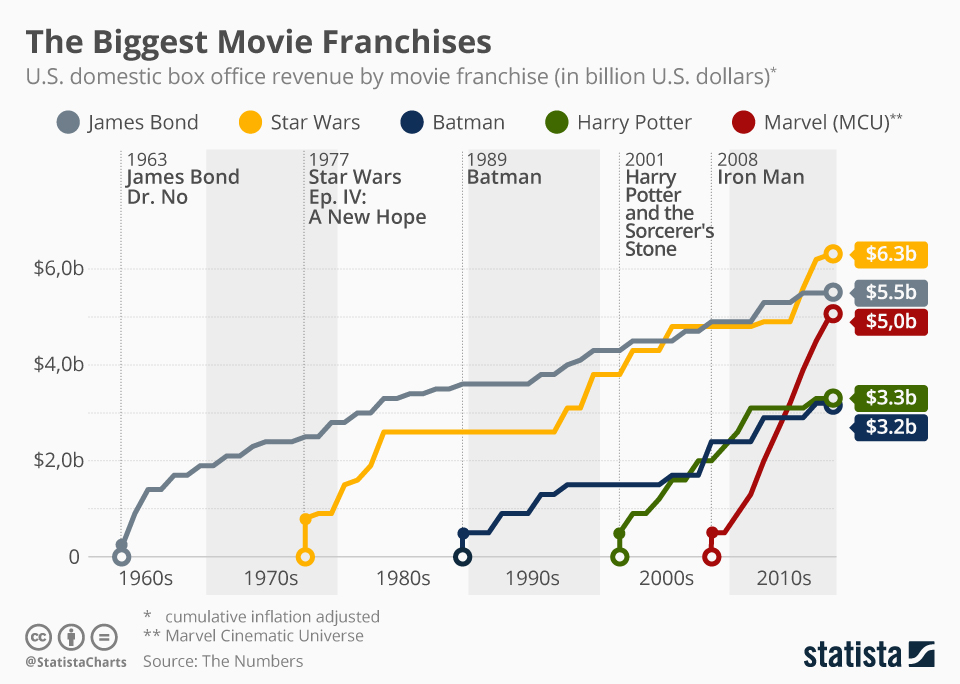 The Biggest Movie Franchises
U.S. domestic box office revenue by movie franchise (in billion U.S. dollars)*
James Bond
Star Wars
Batman
Harry Potter
Marvel (MCU)**
1963
James Bond
Dr. No
1977
Star Wars
Ep. IV:
A New Hope
1989
Batman
2001
Harry
Potter
and the
Sorcerer's
Stone
2008
Iron Man
$6,0b
$4,0b
$2,0b
0
$6.3b
$5.5b
$5,0b
$3.3b
$3.2b
1960s
1970s
1980s
1990s
2000s
2010s
* cumulative inflation adjusted
** Marvel Cinematic Universe
cc
@StatistaCharts
Source: The Numbers
statista